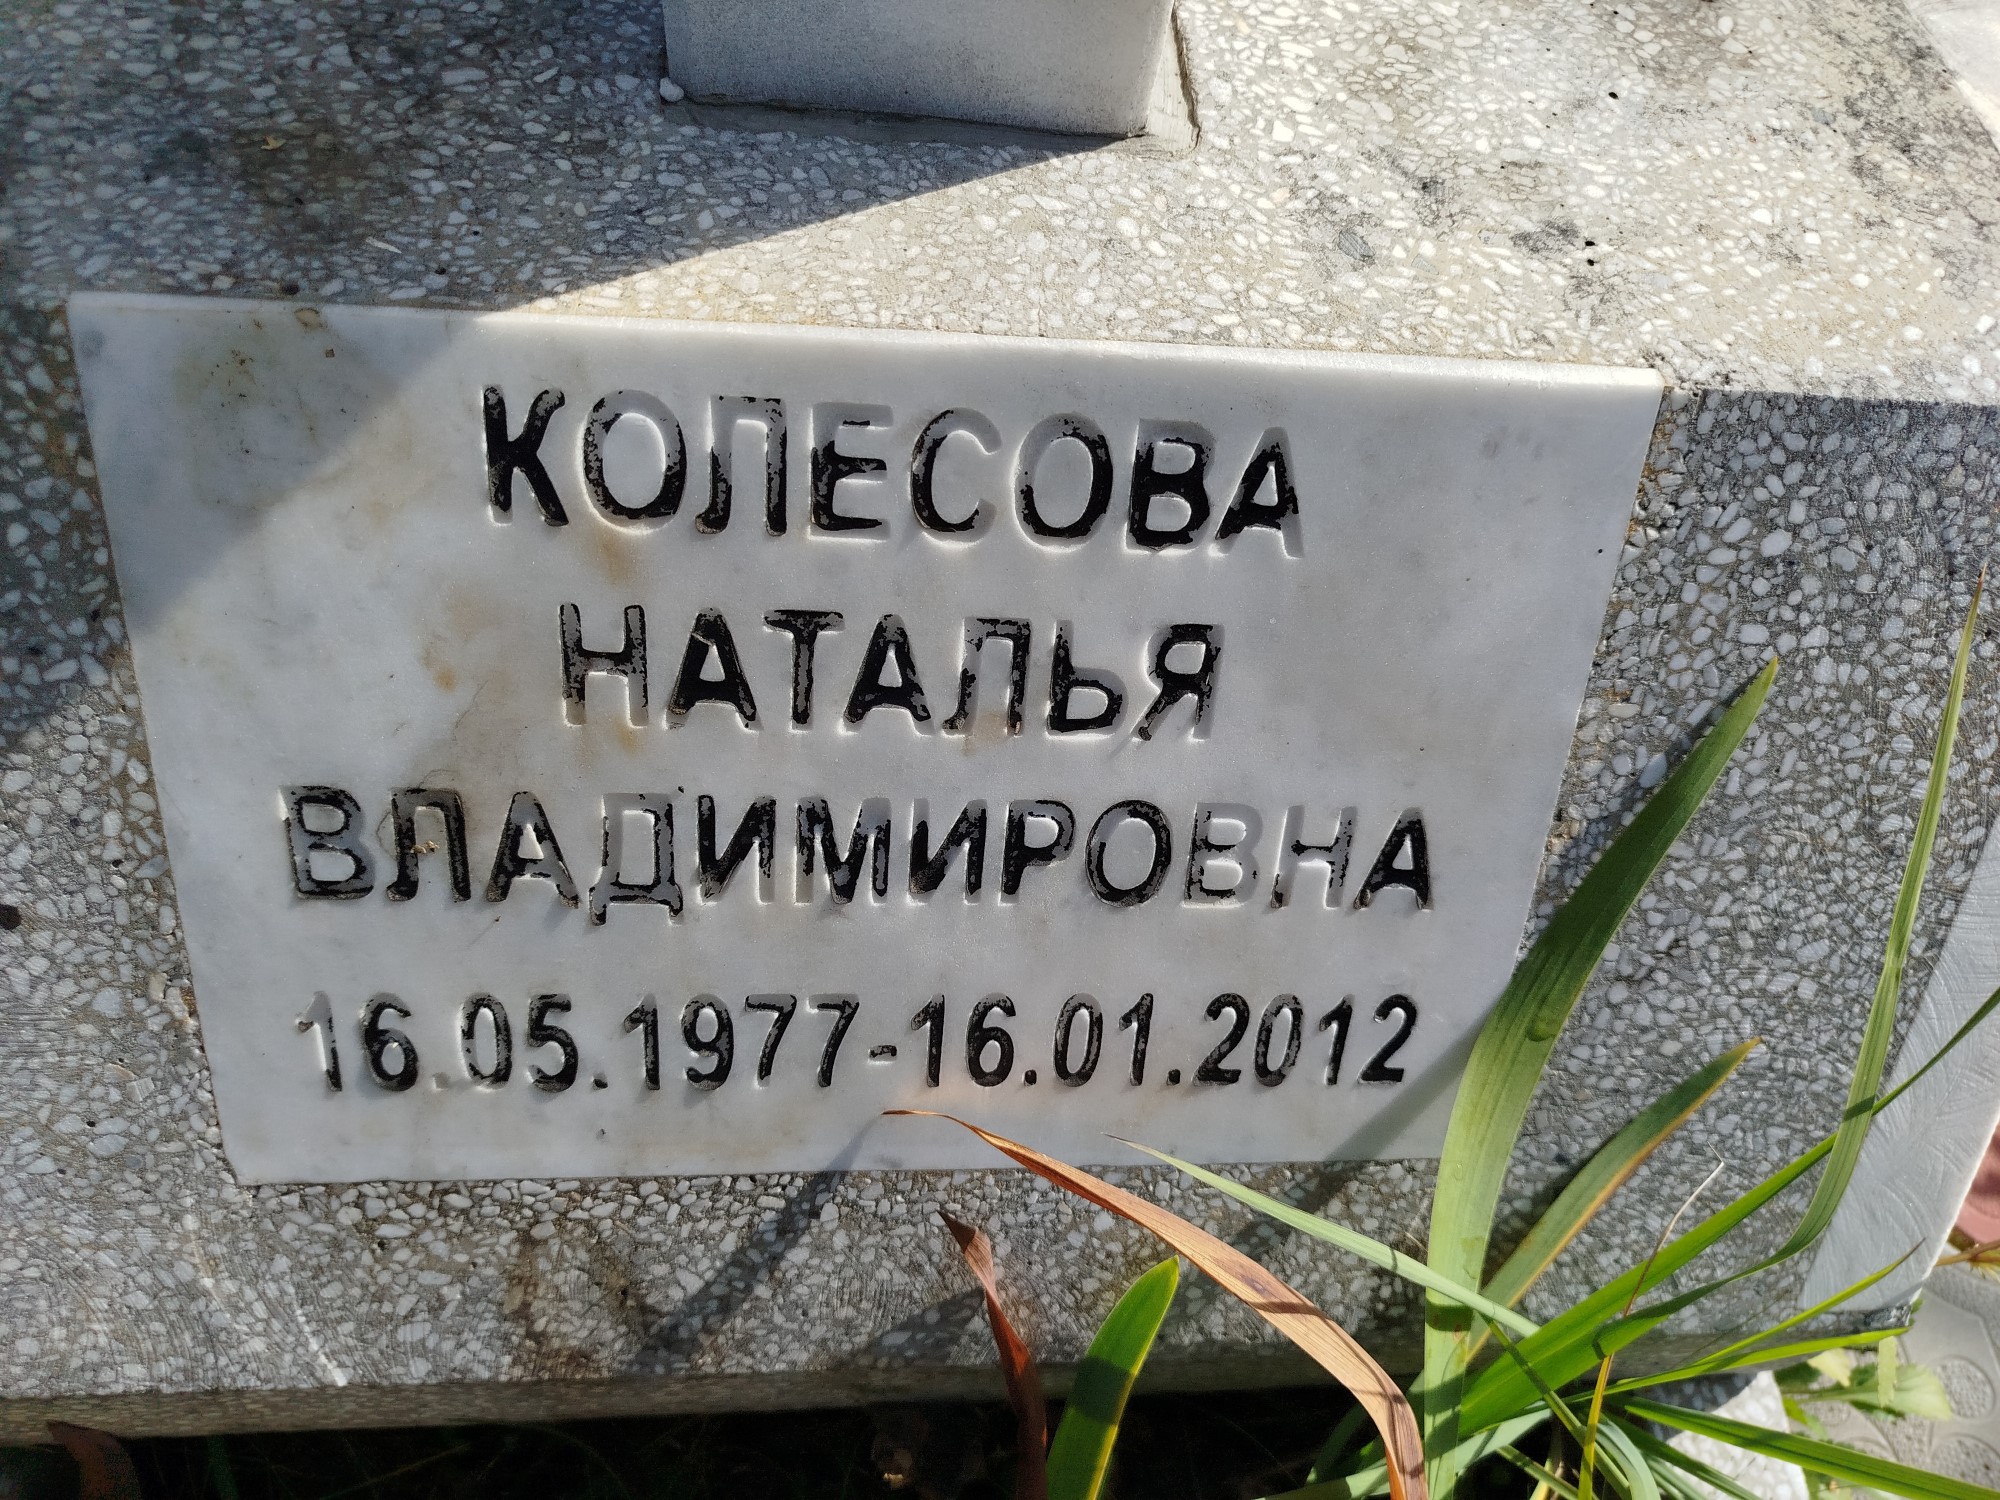 КОЛЕСОВА
НАТАЛЬЯ
ВЛАДИМИРОВНА
16.05.1977-16.01.2012